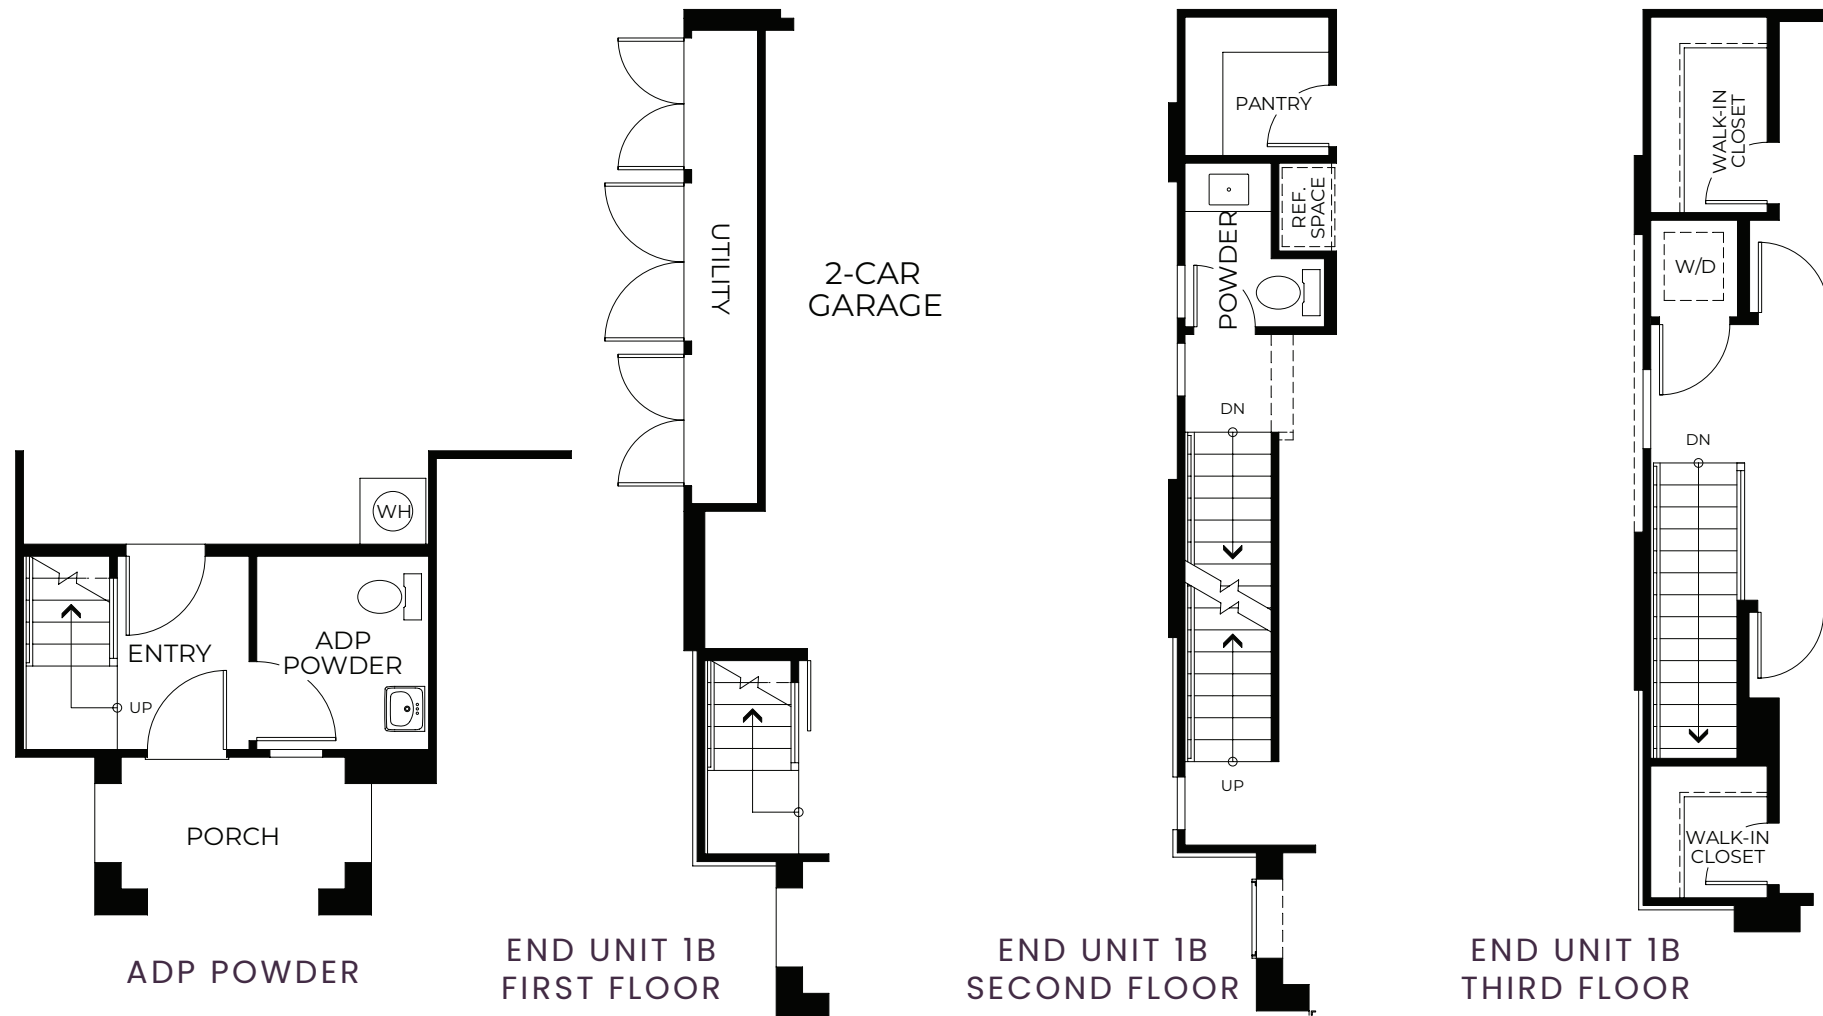 WH
ENTRY
ADP
POWDER
UP
PORCH
ADP POWDER
UTILITY
2-CAR
GARAGE
END UNIT 1B
FIRST FLOOR
PANTRY
REF.
SPACE
POWDER
DN
UP
END UNIT 1B
SECOND FLOOR
WALK-IN
CLOSET
W/D
DN
WALK-IN
CLOSET
END UNIT 1B
THIRD FLOOR